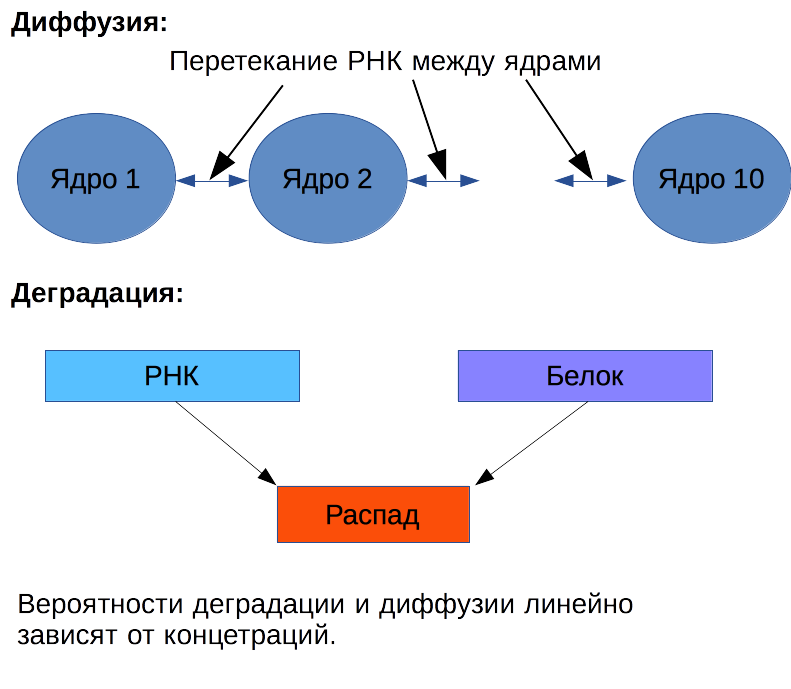 Диффузия:
Перетекание РНК между ядрами
Ядро 1
Ядро 2
Ядро 10
Деградация:
РНК
Белок
Распад
Вероятности деградации и диффузии линейно
зависят от концетраций.